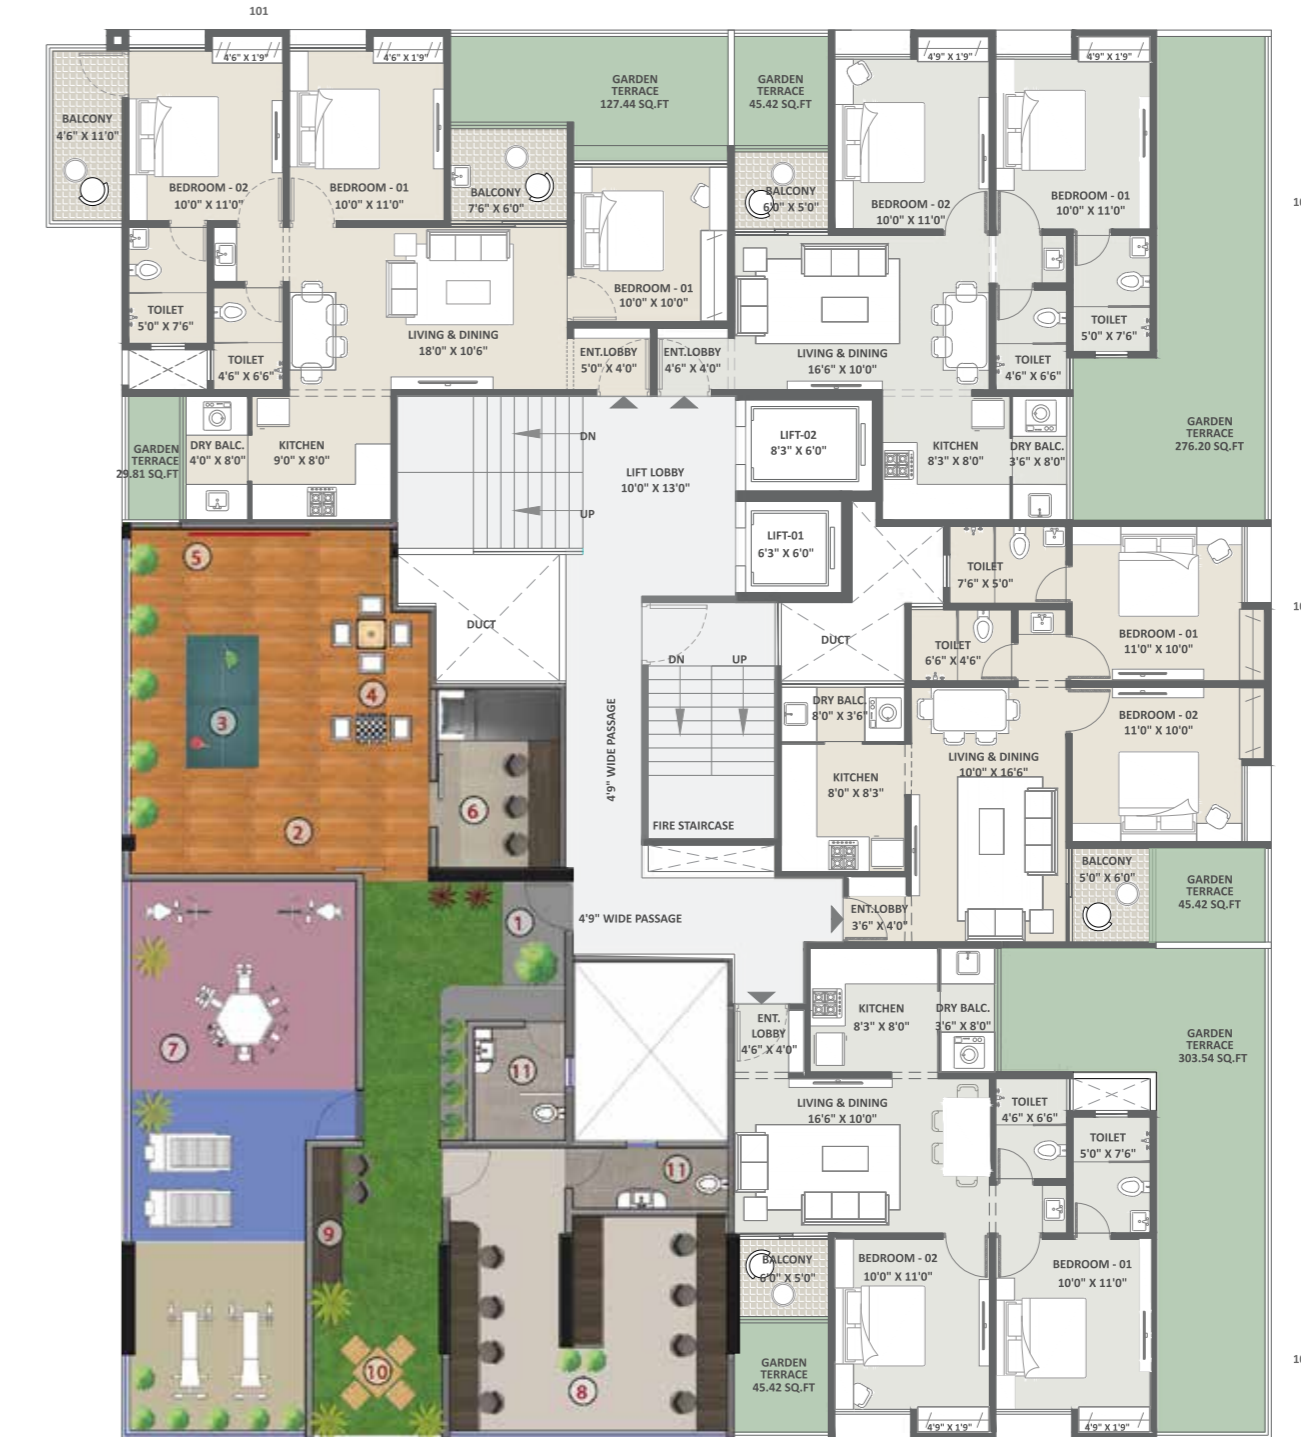 101
4'6" X 1'9"
4'6" X 1'9"
GARDEN
TERRACE
127.44 SQ.FT
GARDEN
TERRACE
45.42 SQ.FT
4'9" X 1'9"
4'9" X 1'9"
BALCONY
4'6" X 11'0"
BEDROOM - 02
10'0" X 11'0"
BEDROOM - 01
10'0" X 11'0"
BALCONY
7'6" X 6'0"
BALCONY
6'0" X 5'0"
BEDROOM - 02
10'0" X 11'0"
BEDROOM - 01
10'0" X 11'0"
BEDROOM - 01
10'0" X 10'0"
TOILET
5'0" X 7'6"
TOILET
4'6" X 6'6"
LIVING & DINING
18'0" X 10'6"
ENT.LOBBY
5'0" X 4'0"
ENT.LOBBY
4'6" X 4'0"
LIVING & DINING
16'6" X 10'0"
TOILET
4'6" X 6'6"
TOILET
5'0" X 7'6"
GARDEN
TERRACE
276.20 SQ.FT
GARDEN
TERRACE
29.81 SQ.FT
DRY BALC.
4'0" X 8'0"
KITCHEN
9'0" X 8'0"
DN
UP
LIFT LOBBY
10'0" X 13'0"
LIFT-02
8'3" X 6'0"
KITCHEN
8'3" X 8'0"
DRY BALC.
3'6" X 8'0"
LIFT-01
6'3" X 6'0"
5
DUCT
TOILET
7'6" X 5'0"
DUCT
TOILET
6'6" X 4'6"
BEDROOM - 01
11'0" X 10'0"
DN
UP
4
3
DRY BALC.
8'0" X 3'6"
BEDROOM - 02
11'0" X 10'0"
4'9" WIDE PASSAGE
KITCHEN
8'0" X 8'3"
LIVING & DINING
10'0" X 16'6"
6
2
FIRE STAIRCASE
BALCONY
5'0" X 6'0"
GARDEN
TERRACE
45.42 SQ.FT
1
4'9" WIDE PASSAGE
ENT.LOBBY
3'6" X 4'0"
7
11
ENT.
LOBBY
4'6" X 4'0"
KITCHEN
8'3" X 8'0"
DRY BALC.
3'6" X 8'0"
GARDEN
TERRACE
303.54 SQ.FT
LIVING & DINING
16'6" X 10'0"
TOILET
4'6" X 6'6"
TOILET
5'0" X 7'6"
11
9
BALCONY
6'0" X 5'0"
BEDROOM - 02
10'0" X 11'0"
BEDROOM - 01
10'0" X 11'0"
10
8
GARDEN
TERRACE
45.42 SQ.FT
4'9" X 1'9"
4'9" X 1'9"